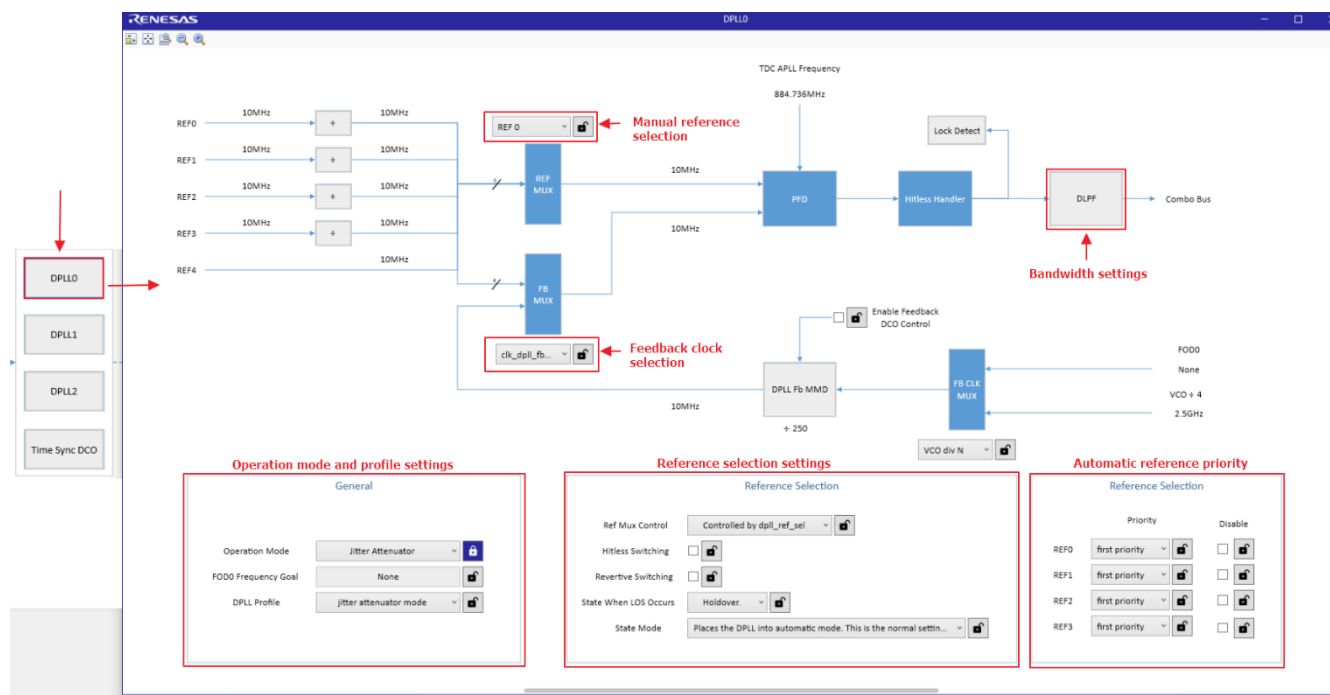 RENESAS
DPLL0
TDC APLL Frequency
884.736MHz
REF0
10MHz
÷
10MHz
REF1
10MHz
÷
10MHz
REF2
10MHz
÷
10MHz
REF3
10MHz
÷
10MHz
REF4
10MHz
REF 0
Manual reference
selection
REF
MUX
10MHz
PFD
10MHz
Hitless Handler
Lock Detect
DLPF
Combo Bus
Bandwidth settings
FB
MUX
clk_dpll_fb...
Feedback clock
selection
Enable Feedback
DCO Control
DPLL Fb MMD
÷ 250
10MHz
FB CLK
MUX
FOD0
None
VCO ÷ 4
2.5GHz
VCO div N
DPLL0
DPLL1
DPLL2
Time Sync DCO
Operation mode and profile settings
General
Operation Mode
Jitter Attenuator
FOD0 Frequency Goal
None
DPLL Profile
jitter attenuator mode
Reference selection settings
Reference Selection
Ref Mux Control
Controlled by dpll_ref_sel
Hitless Switching
Revertive Switching
State When LOS Occurs
Holdover.
State Mode
Places the DPLL into automatic mode. This is the normal settin...
Automatic reference priority
Reference Selection
Priority
Disable
REF0
first priority
REF1
first priority
REF2
first priority
REF3
first priority